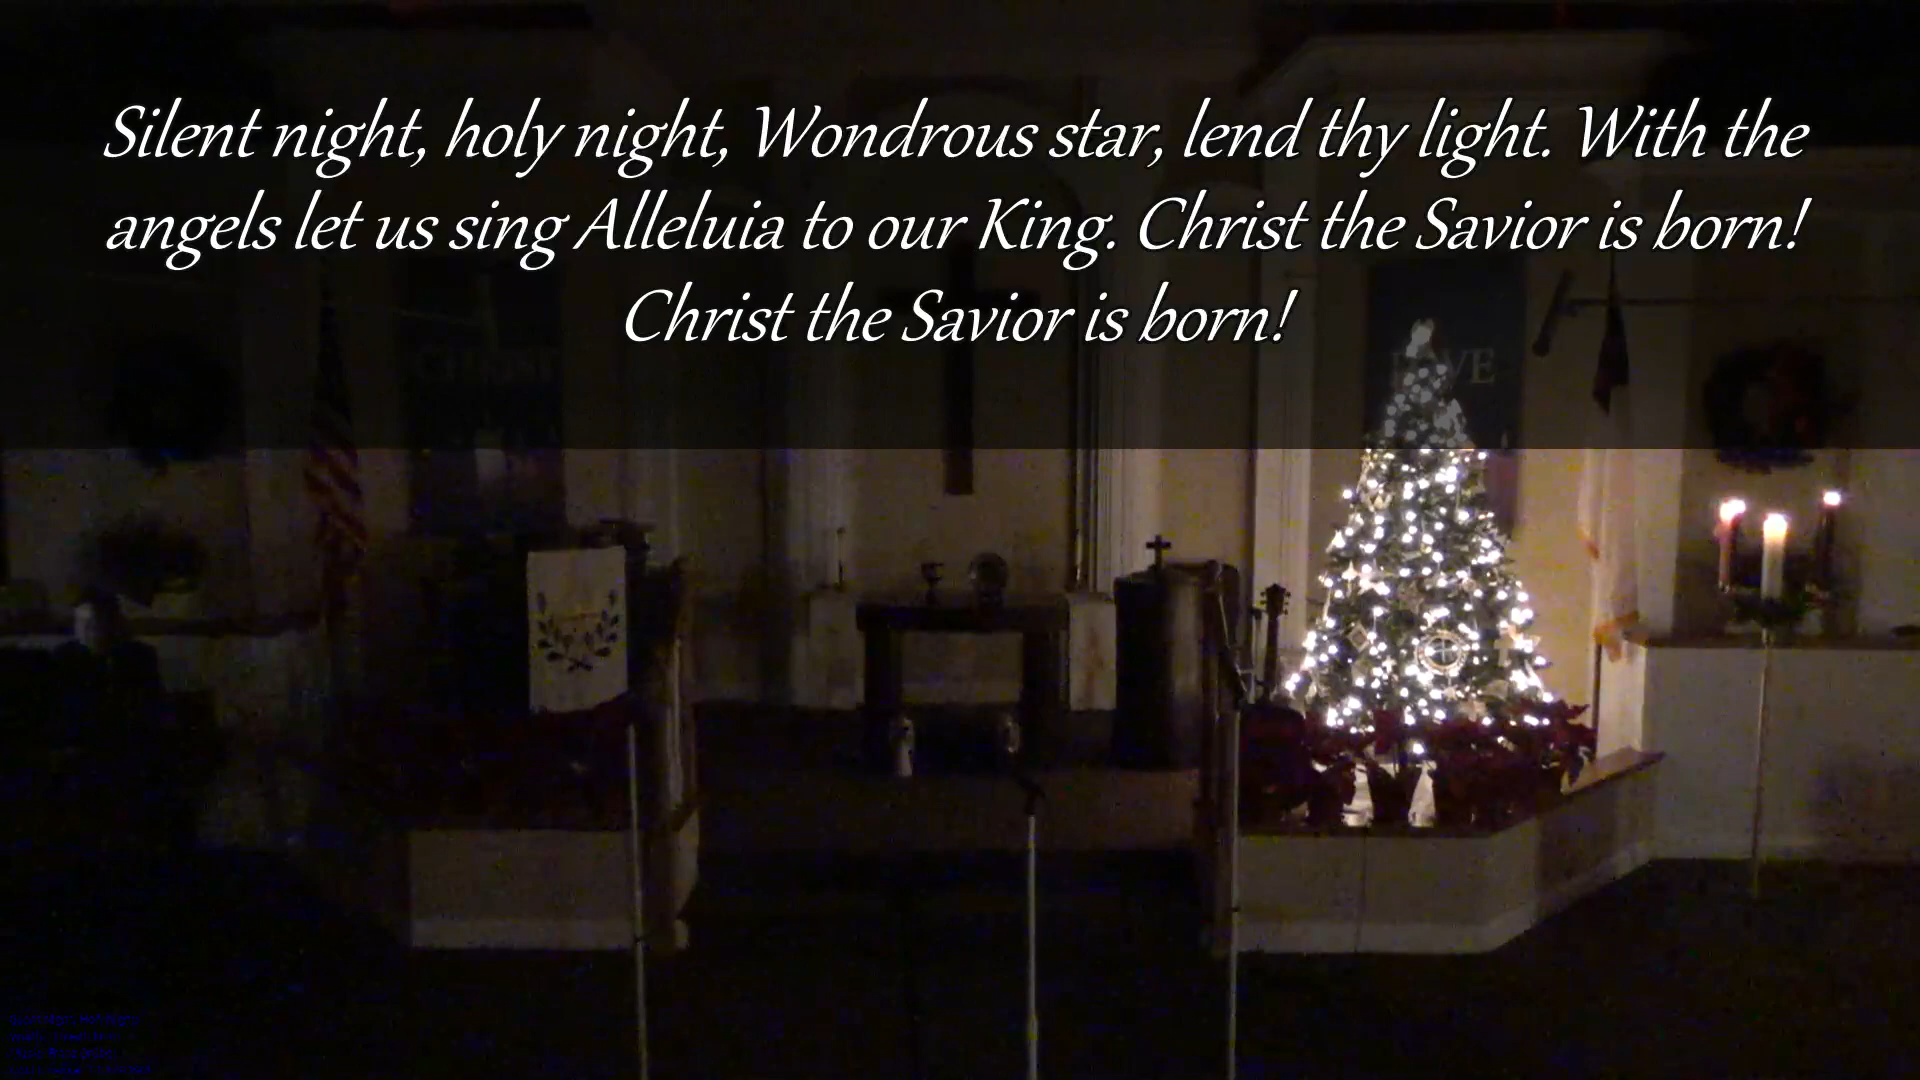 Silent night, holy night, Wondrous star, lend thy light. With the
angels let us sing Alleluia to our King. Christ the Savior is born!
Christ the Savior is born!